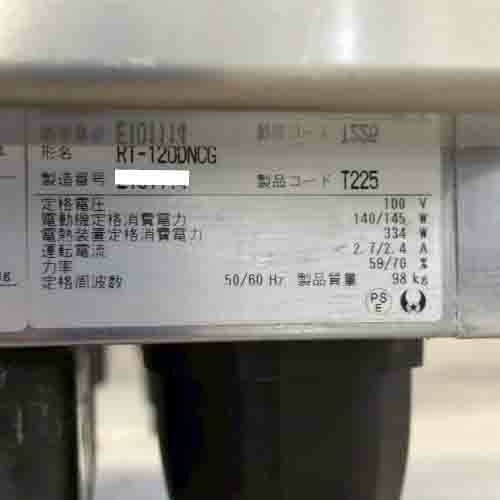 形名 RT-120DNCG
製造番号 製品コード T225
定格電圧 100 V
電動機定格消費電力 140/145 W
電熱装置定格消費電力 334 W
運転電流 2.7/2.4 A
力率 59/70 %
定格周波数 50/60 Hz 製品質量 98 kg
PS
E